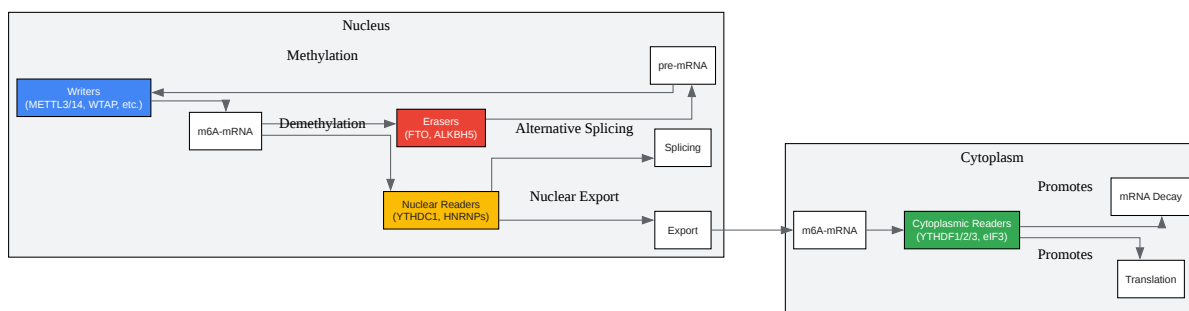 Nucleus
Methylation
pre-mRNA
Writers
(METTL3/14, WTAP, etc.)
m6A-mRNA
Demethylation
Erasers
(FTO, ALKBH5)
Alternative Splicing
Splicing
Nuclear Readers
(YTHDC1, HNRNPs)
Nuclear Export
Export
Cytoplasm
m6A-mRNA
Cytoplasmic Readers
(YTHDF1/2/3, eIF3)
Promotes
mRNA Decay
Promotes
Translation